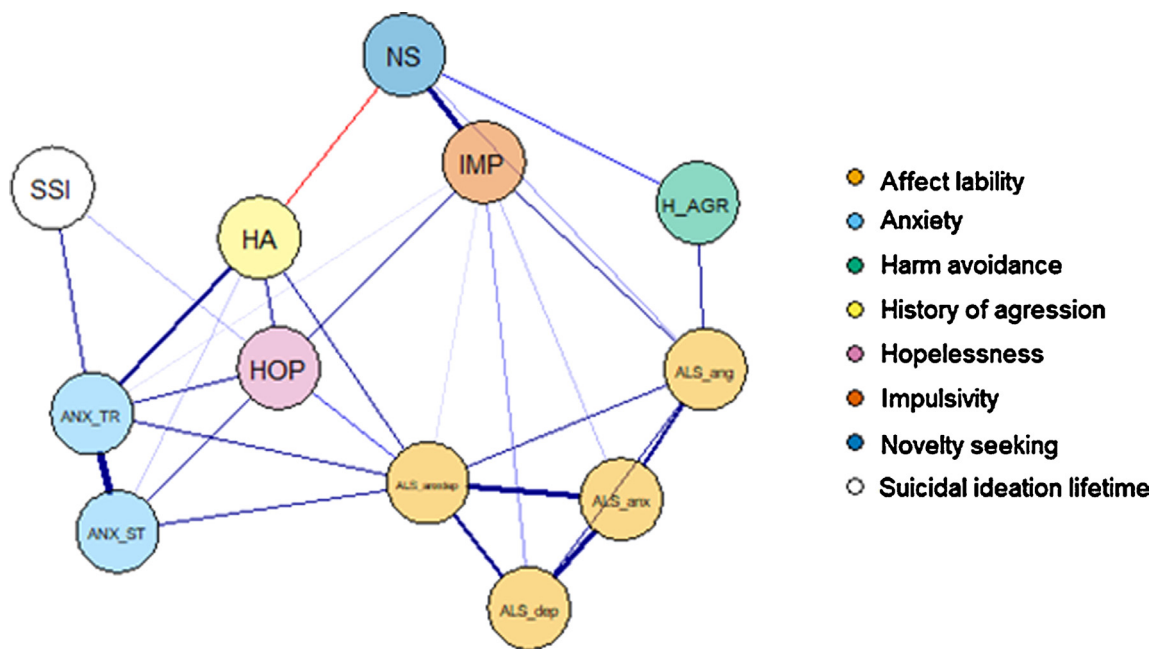 NS
IMP
SSI
H_AGR
HA
HOP
ALS_ang
ANX_TR
ALS_anxdep
ALS_anx
ANX_ST
ALS_dep
Affect lability
Anxiety
Harm avoidance
History of agression
Hopelessness
Impulsivity
Novelty seeking
Suicidal ideation lifetime